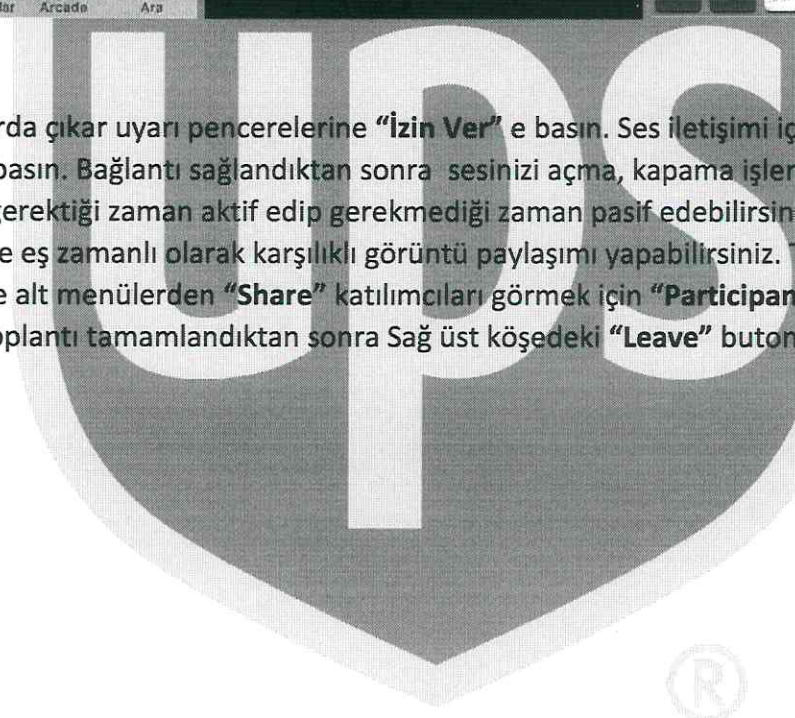 Arcade Ara
rda çıkar uyarı pencerelerine “İzin Ver” e basın. Ses iletişimi iç
basın. Bağlantı sağlandıktan sonra sesinizi açma, kapama işler
gerektiği zaman aktif edip gerekmediği zaman pasif edebilirsin
e eş zamanlı olarak karşılıklı görüntü paylaşımı yapabilirsiniz.
e alt menülerden “Share” katılımcıları görmek için “Participan
oplantı tamamlandıktan sonra Sağ üst köşedeki “Leave” buton
ups
®